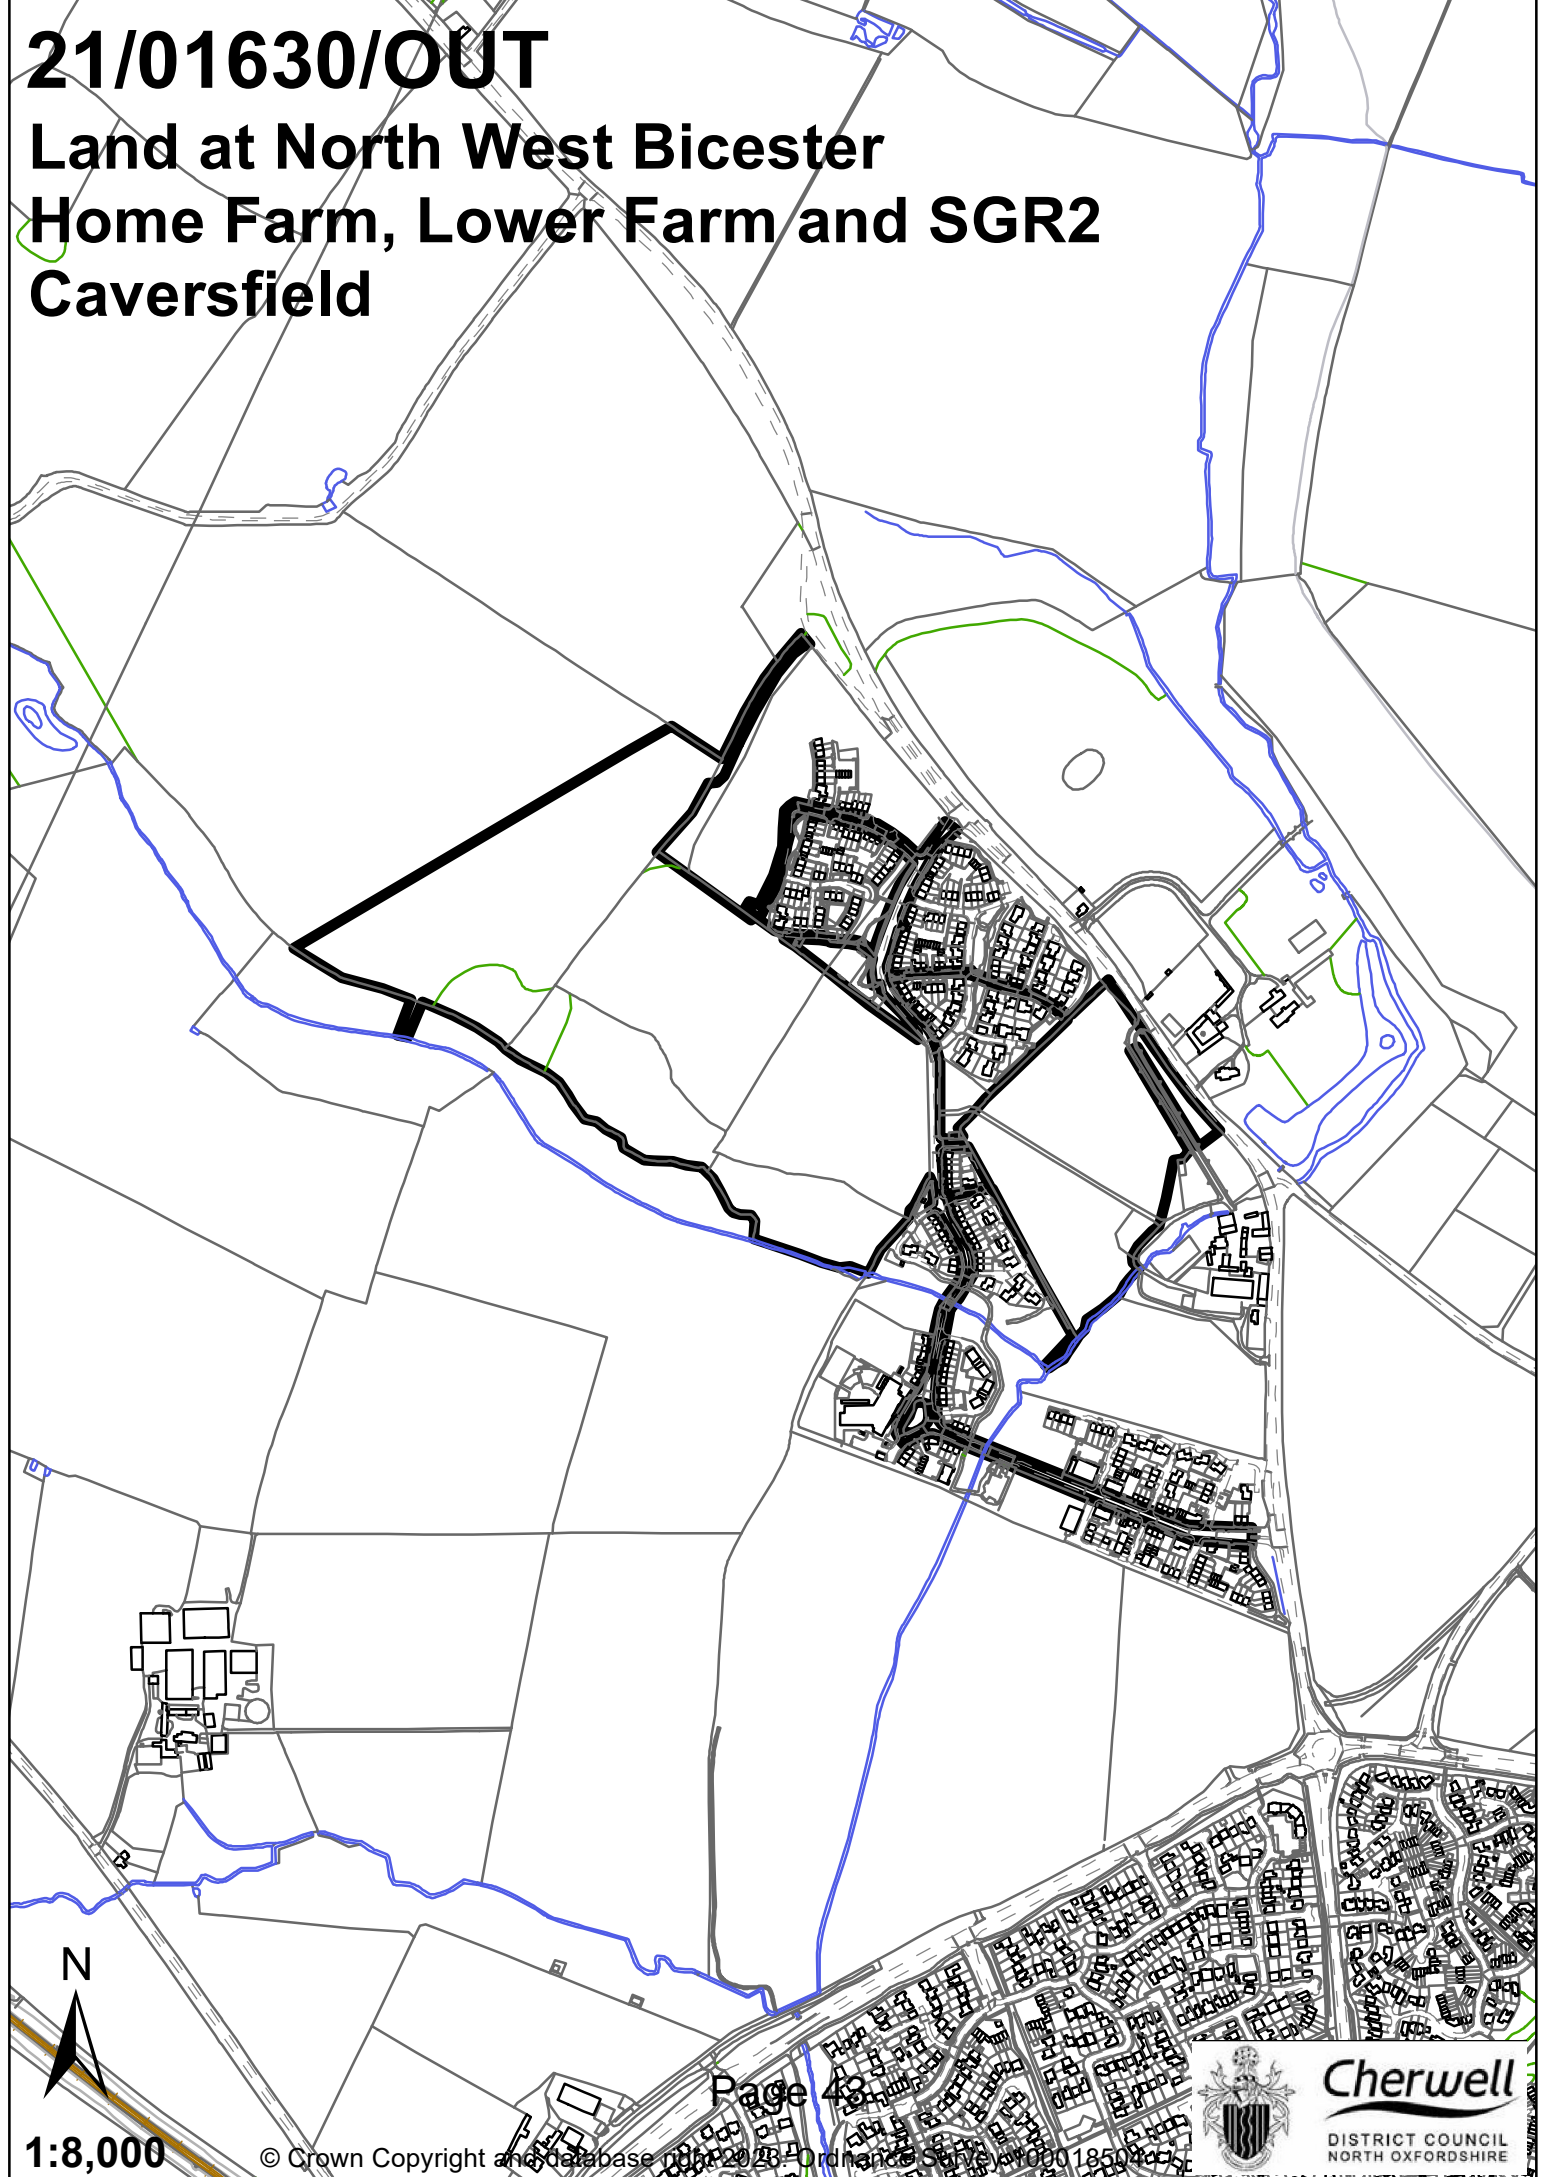 21/01630/OUT
Land at North West Bicester
Home Farm, Lower Farm and SGR2
Caversfield
N
Page 43
1:8,000
© Crown Copyright and database right 2023. Ordnance Survey 100018504
Cherwell
DISTRICT COUNCIL
NORTH OXFORDSHIRE